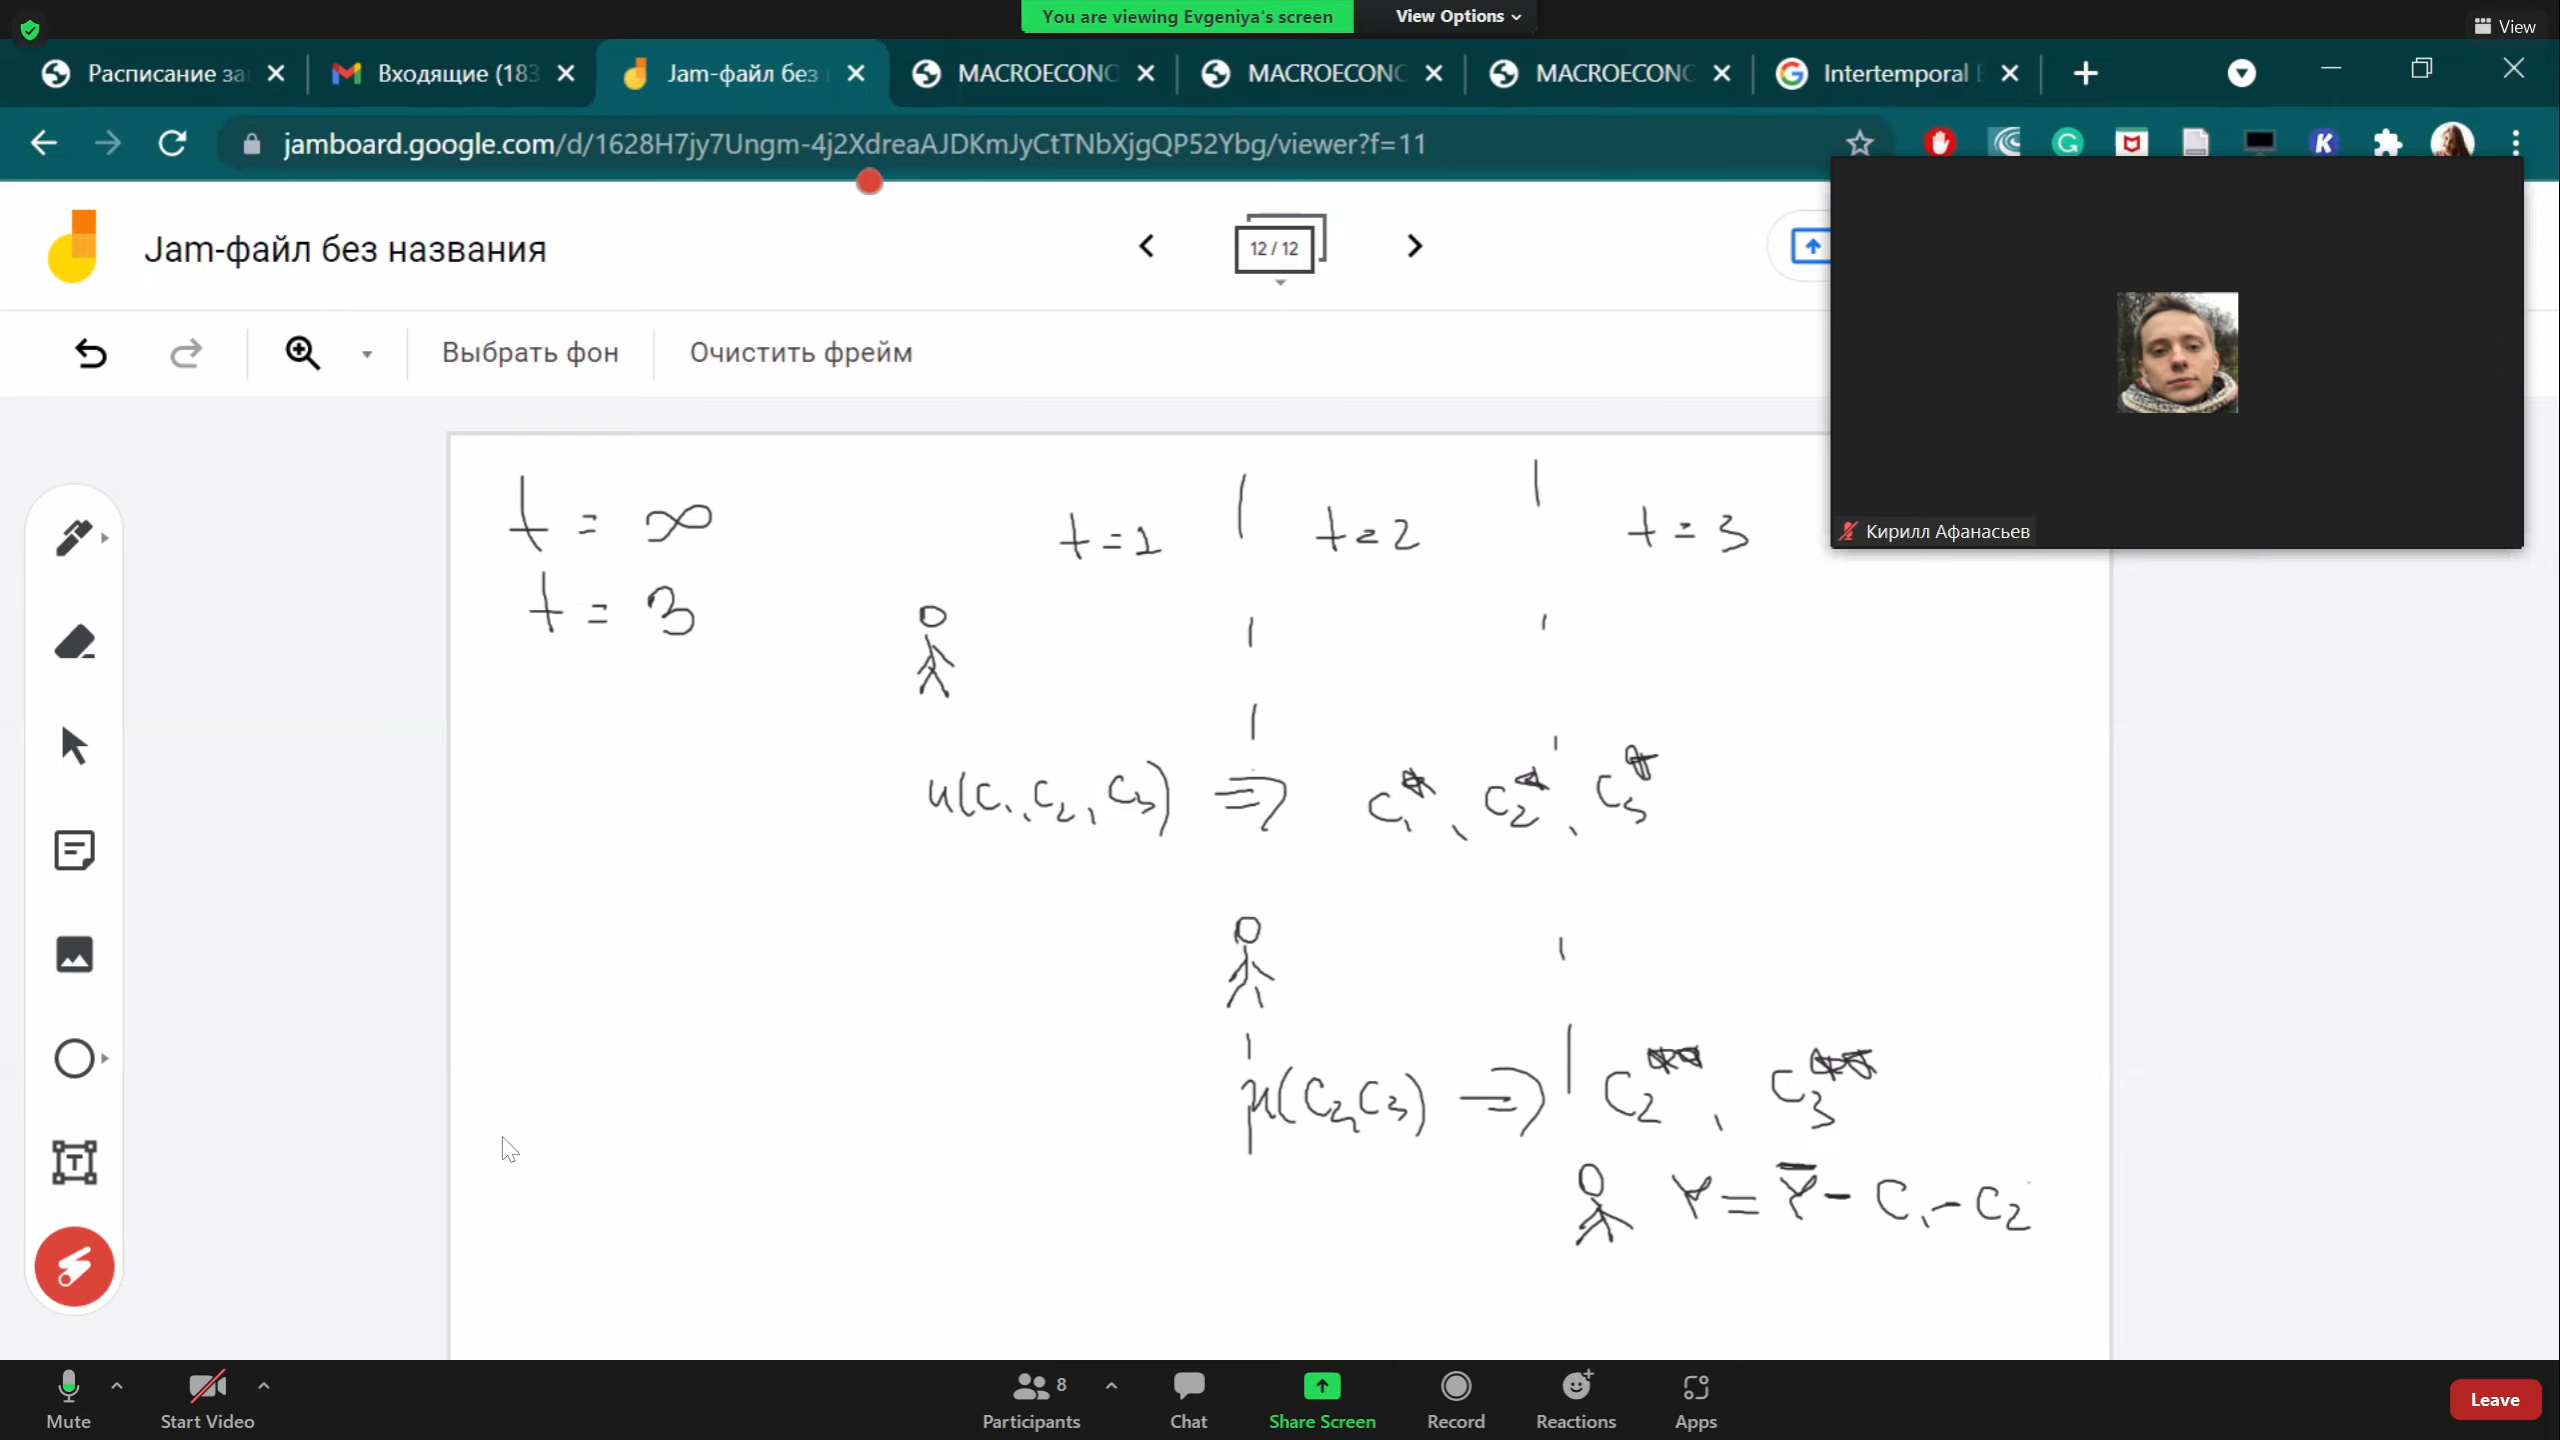 You are viewing Evgeniya's screen View Options
View
Расписание за Входящие (183 Jam-файл без MACROECONC MACROECONC MACROECONC Intertemporal E
jamboard.google.com/d/1628H7jy7Ungm-4j2XdreaAJDKmJyCtTNbXjgQP52Ybg/viewer?f=11
Jam-файл без названия
12 / 12
Выбрать фон Очистить фрейм
Кирилл Афанасьев
t = ∞
t = 3
t = 1 | t = 2 | t = 3
u(c₁, c₂, c₃) ⇒ c₁*, c₂*, c₃*
u(c₂, c₃) ⇒ c₂**, c₃**
Y = Ȳ - c₁ - c₂
Mute Start Video Participants 8 Chat Share Screen Record Reactions Apps Leave